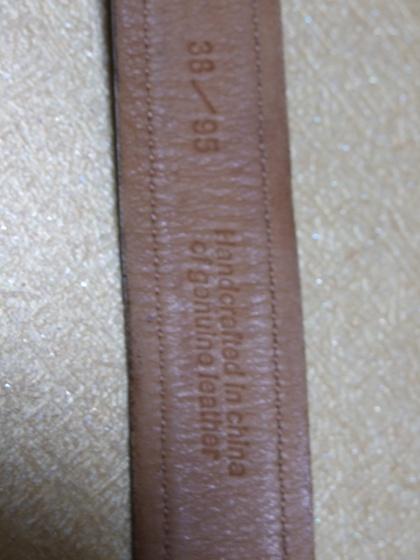 38/95
Handcrafted in china
of genuine leather